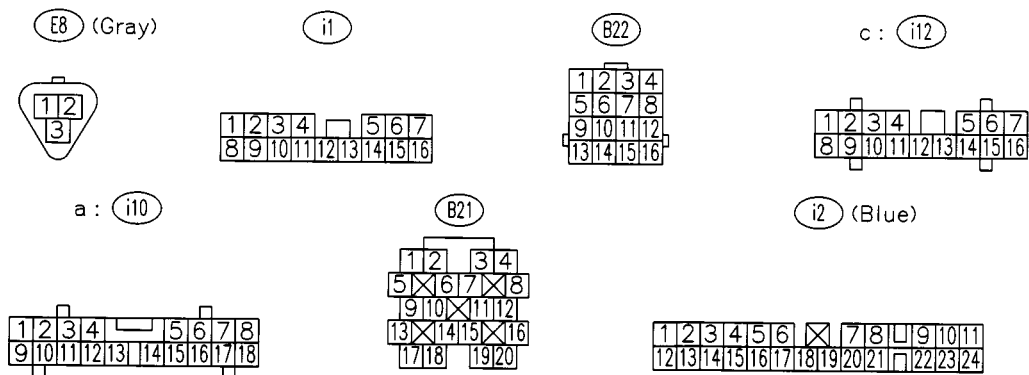 E8 (Gray)
i1
B22
c : i12
1 2
3
1 2 3 4 5 6 7
8 9 10 11 12 13 14 15 16
1 2 3 4
5 6 7 8
9 10 11 12
13 14 15 16
1 2 3 4 5 6 7
8 9 10 11 12 13 14 15 16
a : i10
B21
i2 (Blue)
1 2 3 4 5 6 7 8
9 10 11 12 13 14 15 16 17 18
1 2 3 4
5 6 7 8
9 10 11 12
13 14 15 16
17 18 19 20
1 2 3 4 5 6 7 8 9 10 11
12 13 14 15 16 17 18 19 20 21 22 23 24